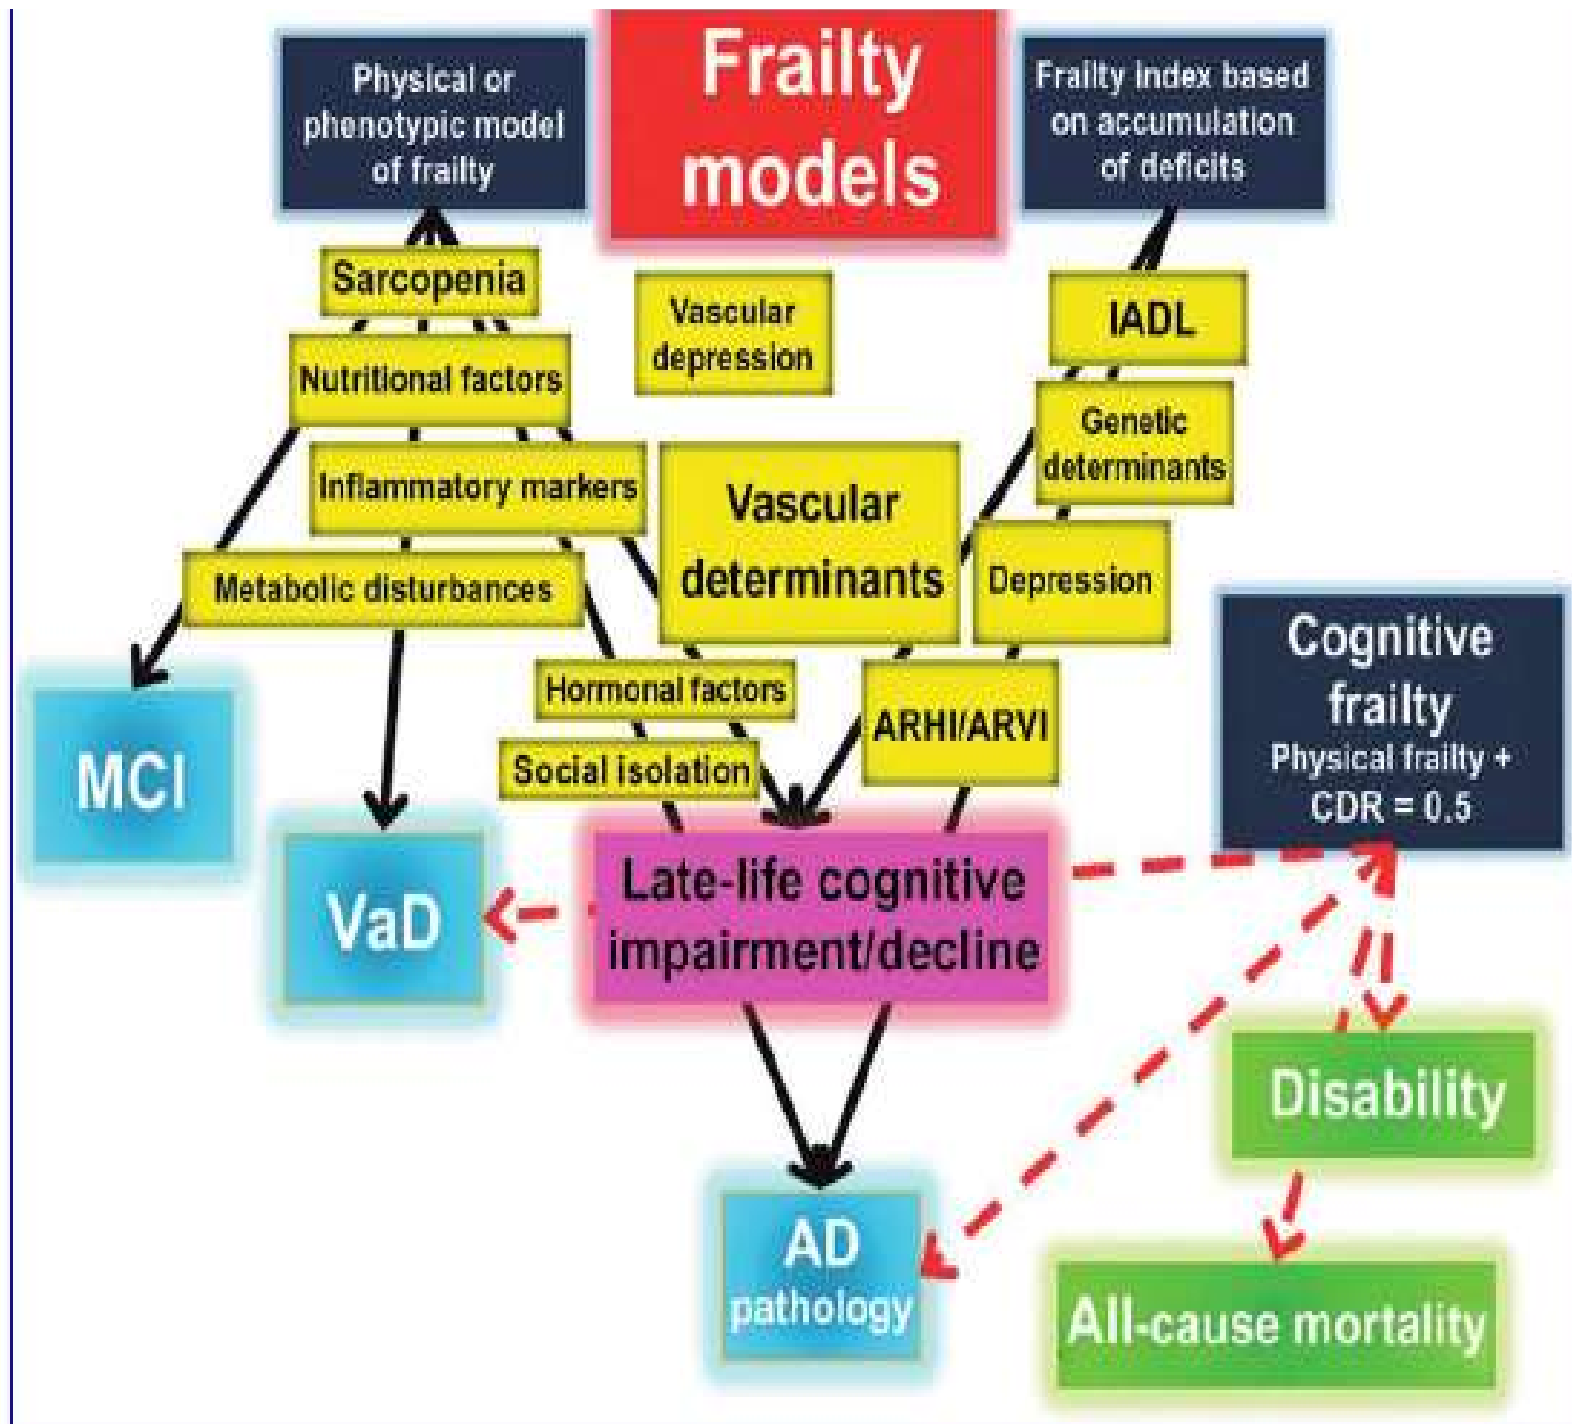 Physical or
phenotypic model
of frailty
Frailty
models
Frailty index based
on accumulation
of deficits
Sarcopenia
Vascular
depression
IADL
Nutritional factors
Genetic
determinants
Inflammatory markers
Vascular
determinants
Depression
Metabolic disturbances
Cognitive
frailty
Physical frailty +
CDR = 0.5
Hormonal factors
ARHI/ARVI
Social isolation
MCI
VaD
Late-life cognitive
impairment/decline
Disability
AD
pathology
All-cause mortality